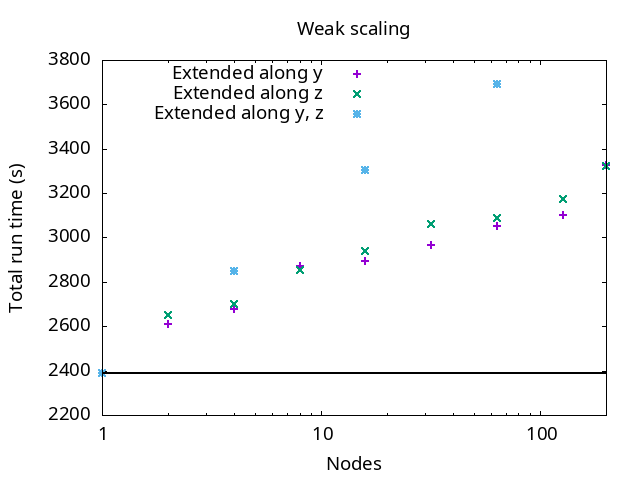 Weak scaling
3800
3600
3400
3200
3000
2800
2600
2400
2200
Total run time (s)
Extended along y
Extended along z
Extended along y, z
1 10 100
Nodes